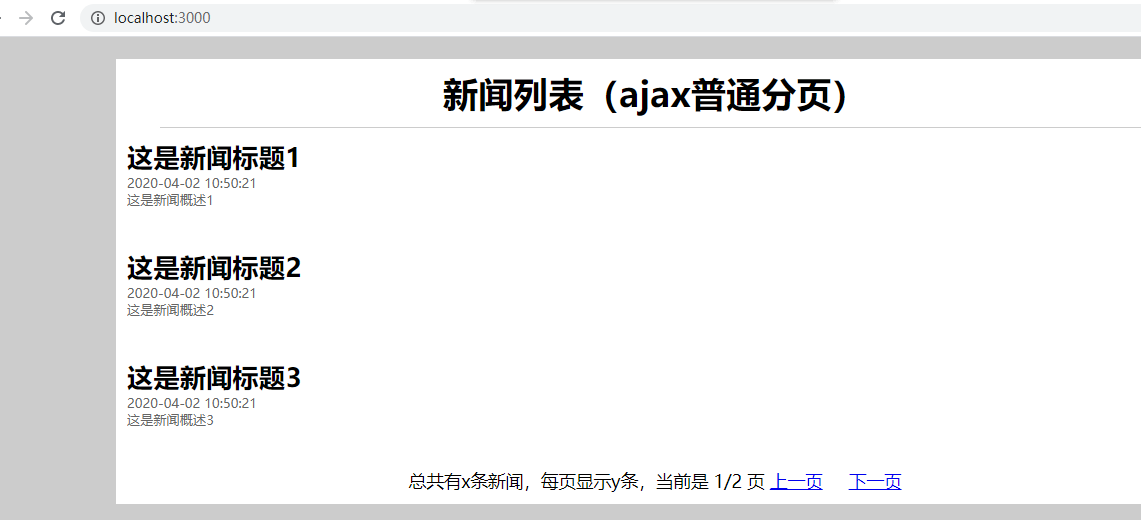 localhost:3000
新闻列表（ajax普通分页）
这是新闻标题1
2020-04-02 10:50:21
这是新闻概述1
这是新闻标题2
2020-04-02 10:50:21
这是新闻概述2
这是新闻标题3
2020-04-02 10:50:21
这是新闻概述3
总共有x条新闻，每页显示y条，当前是 1/2 页 上一页 下一页